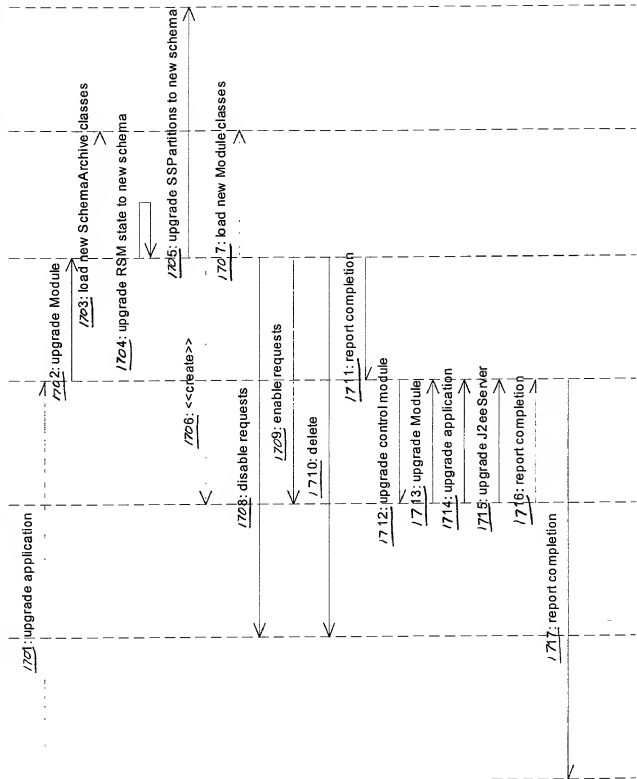 1701: upgrade application
1702: upgrade Module
1703: load new SchemaArchive classes
1704: upgrade RSM state to new schema
1705: upgrade SSPartitions to new schema
1706: <<create>>
1707: load new Module classes
1708: disable requests
1709: enable requests
1710: delete
1711: report completion
1712: upgrade control module
1713: upgrade Module
1714: upgrade application
1715: upgrade J2eeServer
1716: report completion
1717: report completion